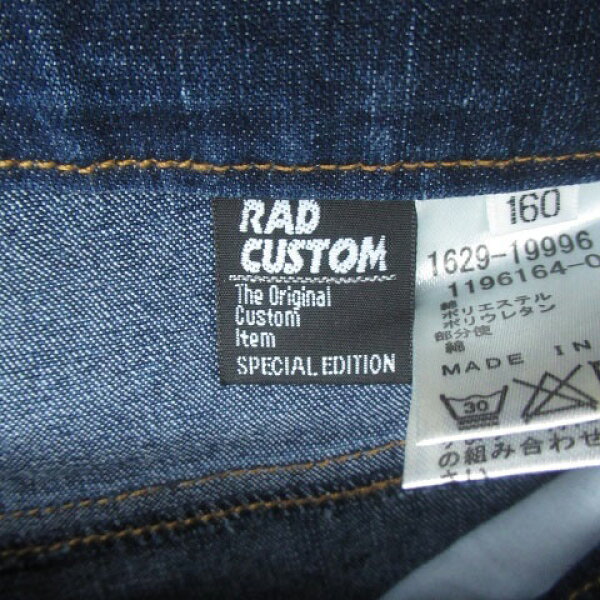 RAD
CUSTOM
The Original
Custom
Item
SPECIAL EDITION
160
1629-19996
1196164-0
綿
ポリエステル
ポリウレタン
部分使
綿
MADE IN
30
の組み合わせ
さい